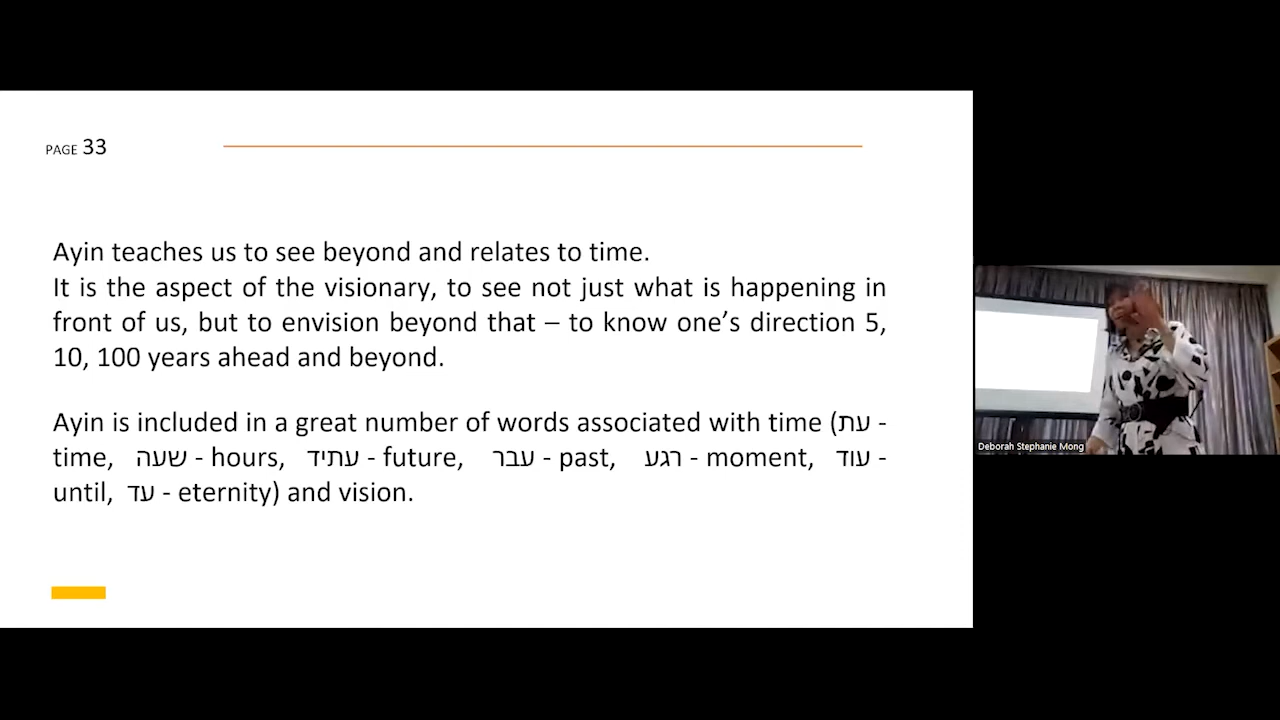 PAGE 33
Ayin teaches us to see beyond and relates to time.
It is the aspect of the visionary, to see not just what is happening in
front of us, but to envision beyond that – to know one’s direction 5,
10, 100 years ahead and beyond.
Ayin is included in a great number of words associated with time (עת -
time, שעה - hours, עתיד - future, עבר - past, רגע - moment, עוד -
until, עד - eternity) and vision.
Deborah Stephanie Mong